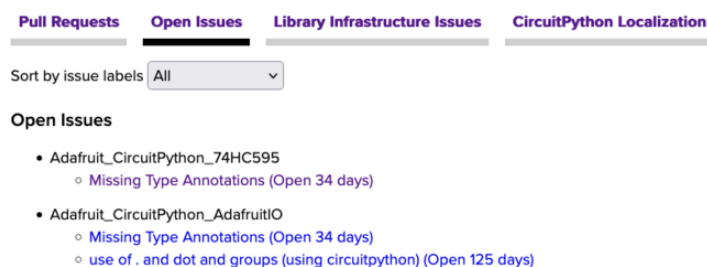 Pull Requests Open Issues Library Infrastructure Issues CircuitPython Localization
Sort by issue labels All
Open Issues
Adafruit_CircuitPython_74HC595
Missing Type Annotations (Open 34 days)
Adafruit_CircuitPython_AdafruitIO
Missing Type Annotations (Open 34 days)
use of . and dot and groups (using circuitpython) (Open 125 days)